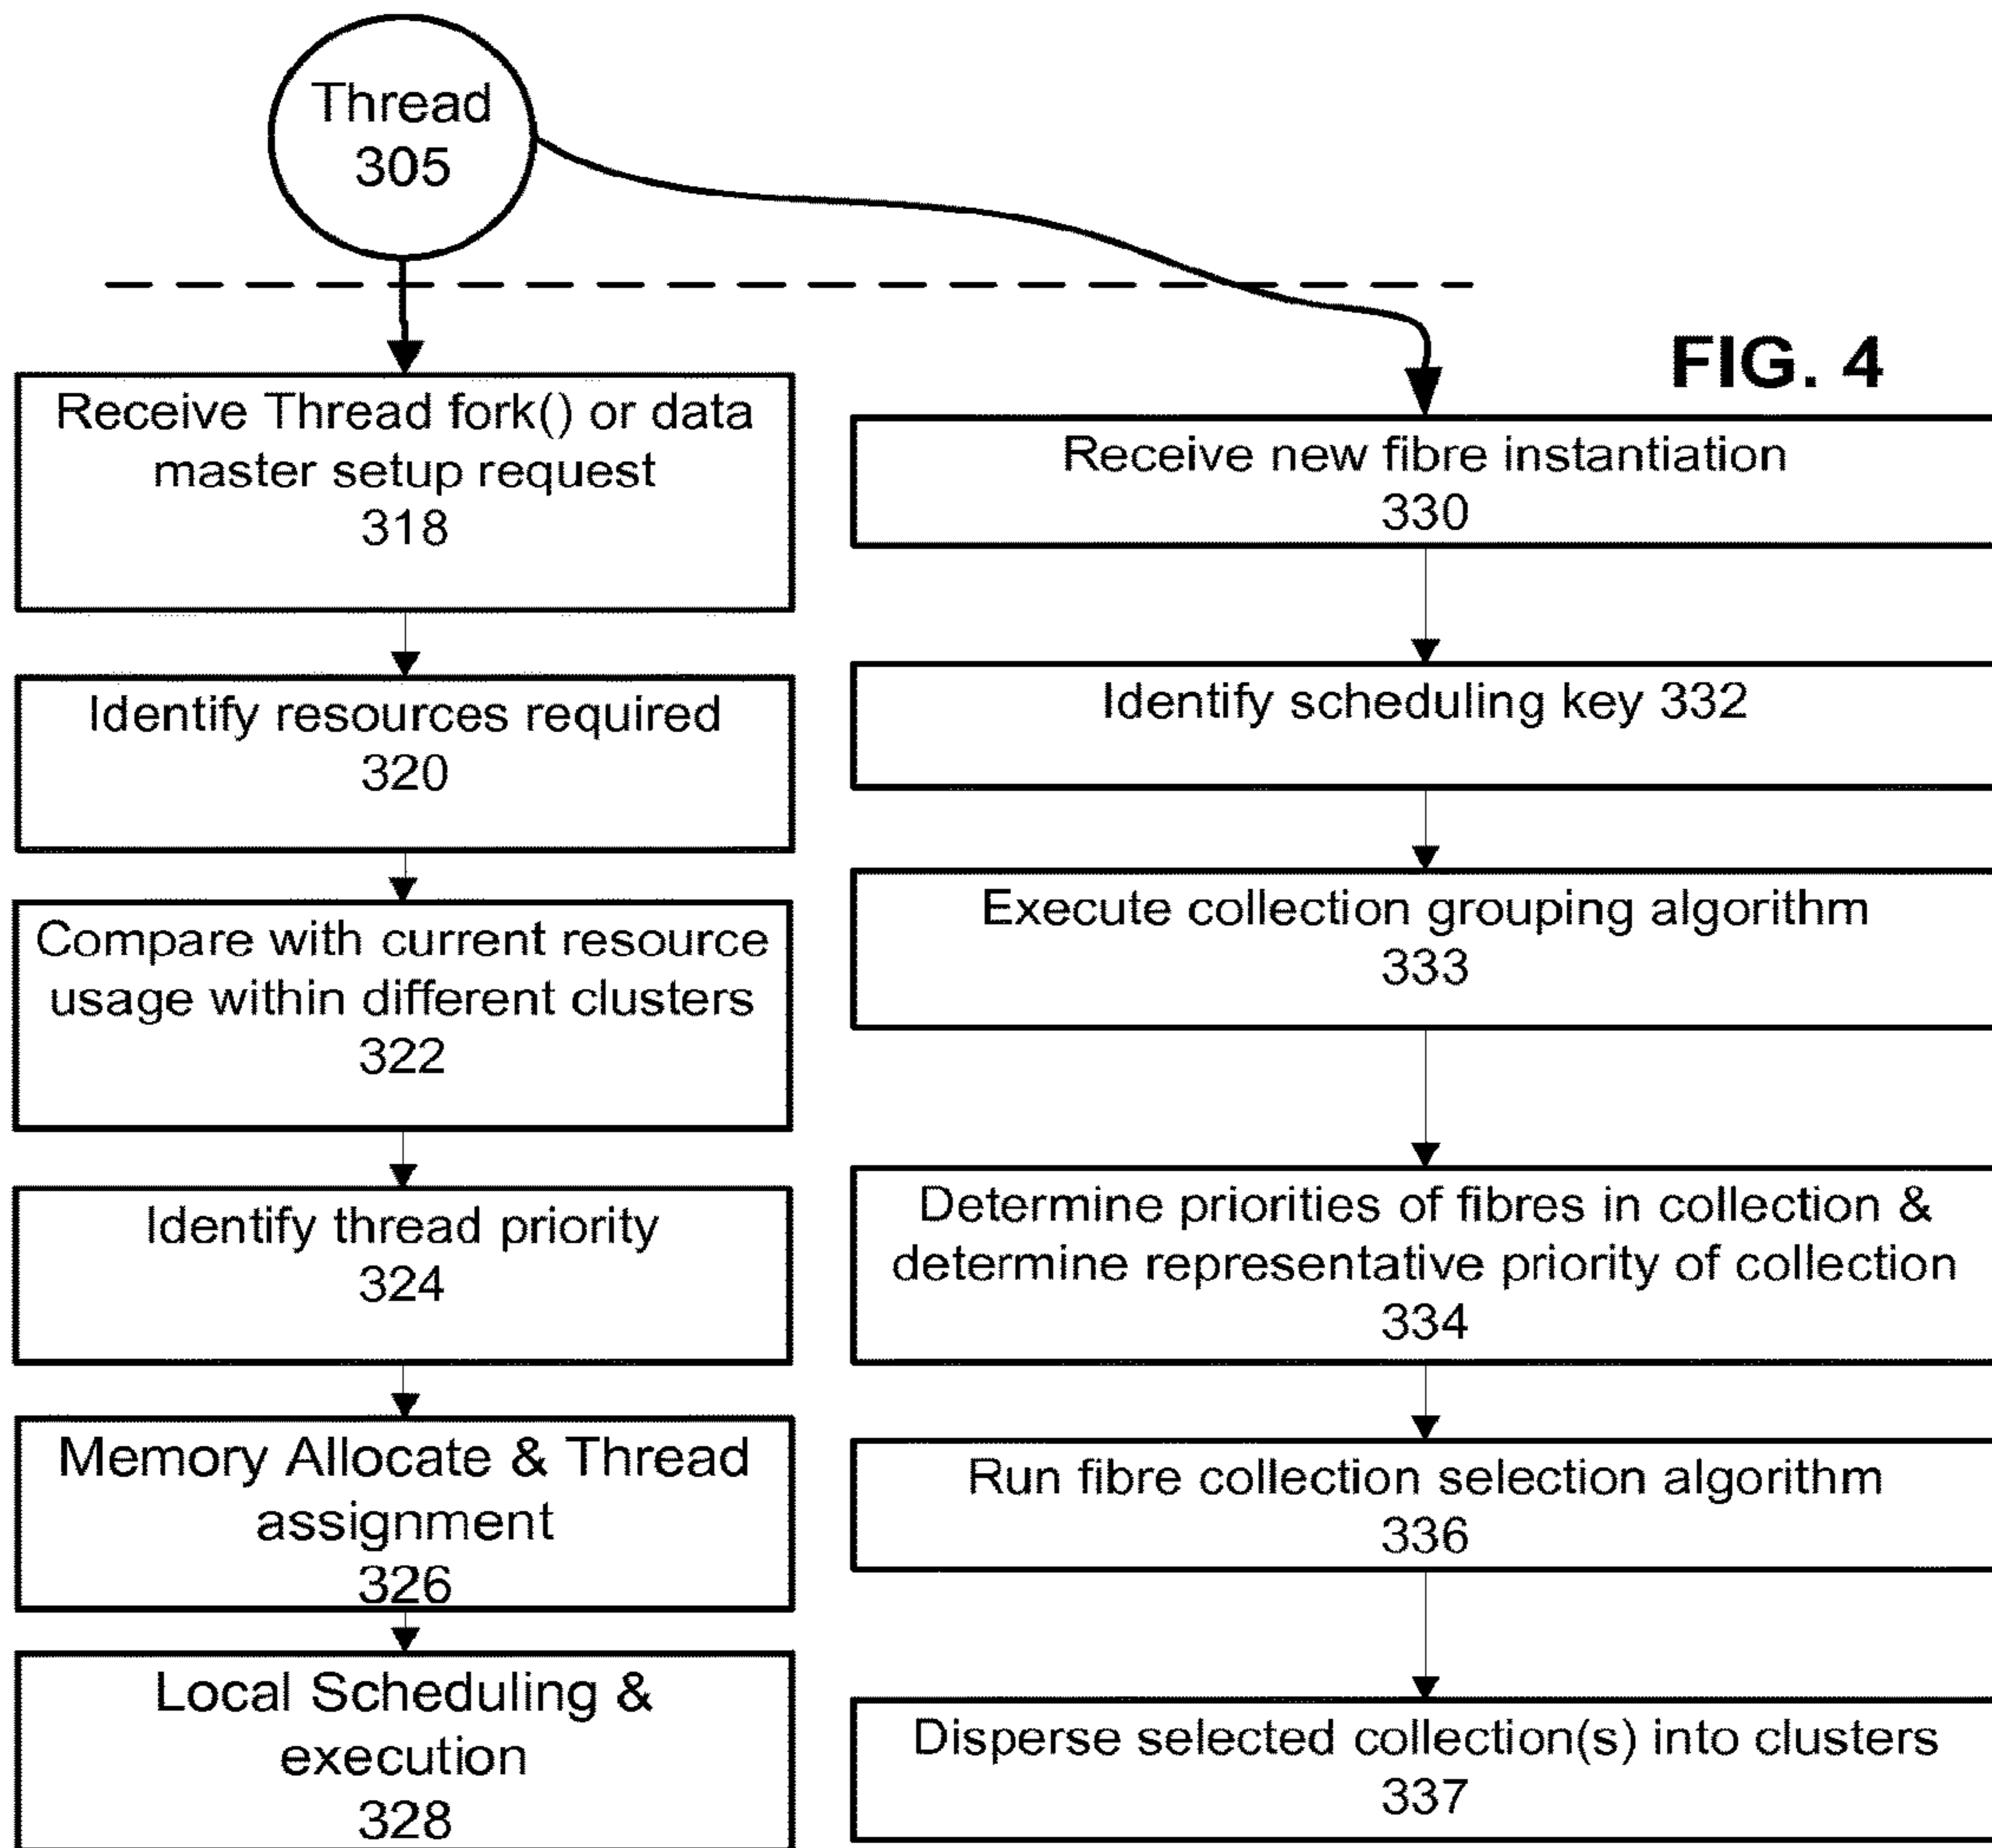 Thread
305
FIG. 4
Receive Thread fork() or data
master setup request
318
Identify resources required
320
Compare with current resource
usage within different clusters
322
Identify thread priority
324
Memory Allocate & Thread
assignment
326
Local Scheduling &
execution
328
Receive new fibre instantiation
330
Identify scheduling key 332
Execute collection grouping algorithm
333
Determine priorities of fibres in collection &
determine representative priority of collection
334
Run fibre collection selection algorithm
336
Disperse selected collection(s) into clusters
337